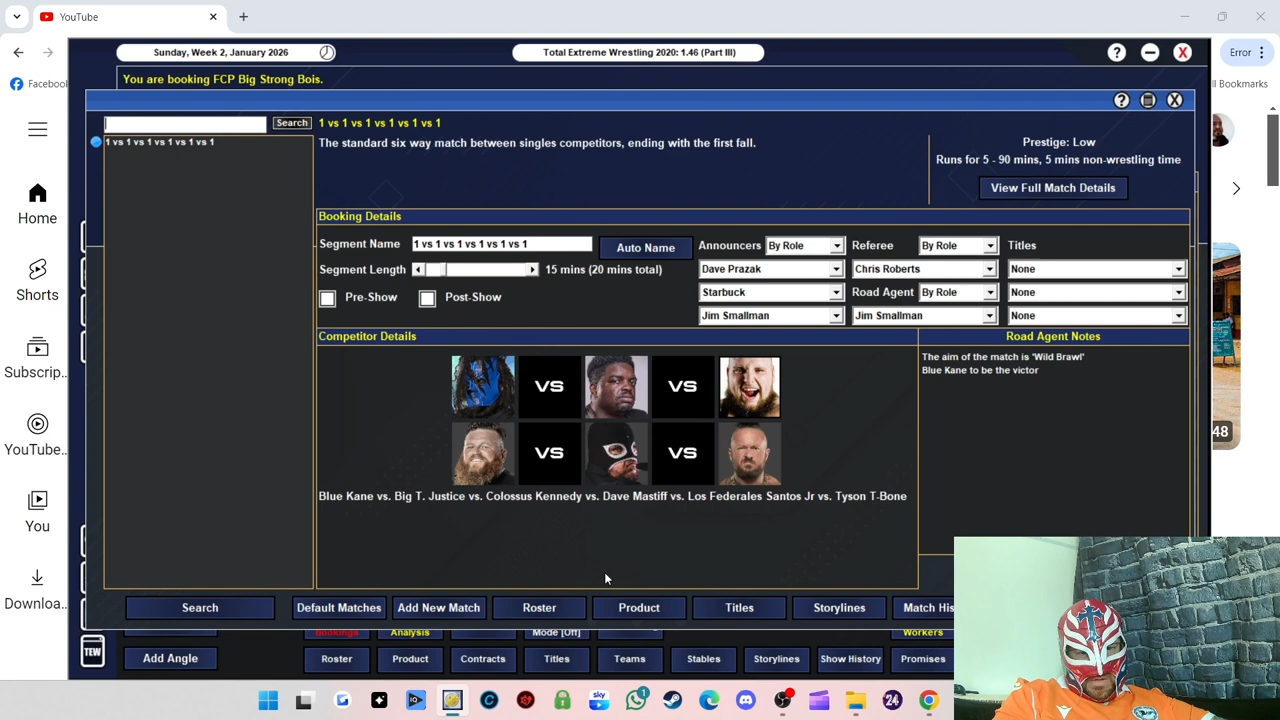 YouTube
Sunday, Week 2, January 2026
Total Extreme Wrestling 2020: 1.46 (Part III)
Error
You are booking FCP Big Strong Bois.
Facebook
ll Bookmarks
Search
1 vs 1 vs 1 vs 1 vs 1 vs 1
1 vs 1 vs 1 vs 1 vs 1 vs 1
The standard six way match between singles competitors, ending with the first fall.
Prestige: Low
Runs for 5 - 90 mins, 5 mins non-wrestling time
View Full Match Details
Home
Booking Details
Segment Name
1 vs 1 vs 1 vs 1 vs 1 vs 1
Auto Name
Announcers
By Role
Referee
By Role
Titles
Segment Length
15 mins (20 mins total)
Dave Prazak
Chris Roberts
None
Shorts
Pre-Show
Post-Show
Starbuck
Road Agent
By Role
None
Jim Smallman
Jim Smallman
None
Competitor Details
Road Agent Notes
The aim of the match is 'Wild Brawl'
Blue Kane to be the victor
Subscrip..
VS
VS
YouTube..
48
VS
VS
Blue Kane vs. Big T. Justice vs. Colossus Kennedy vs. Dave Mastiff vs. Los Federales Santos Jr vs. Tyson T-Bone
You
Downloa..
Search
Default Matches
Add New Match
Roster
Product
Titles
Storylines
Match His
Bookings
Analysis
Mode [Off]
Workers
TEW
Add Angle
Roster
Product
Contracts
Titles
Teams
Stables
Storylines
Show History
Promises
sky
1
24